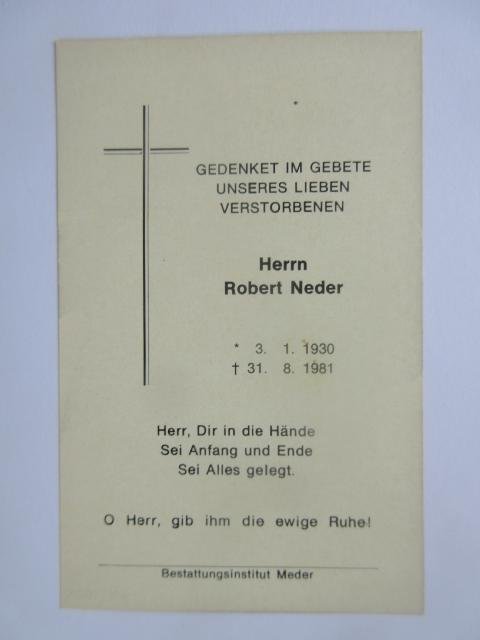 GEDENKET IM GEBETE
UNSERES LIEBEN
VERSTORBENEN
Herrn
Robert Neder
* 3. 1. 1930
† 31. 8. 1981
Herr, Dir in die Hände
Sei Anfang und Ende
Sei Alles gelegt.
O Herr, gib ihm die ewige Ruhe!
Bestattungsinstitut Meder